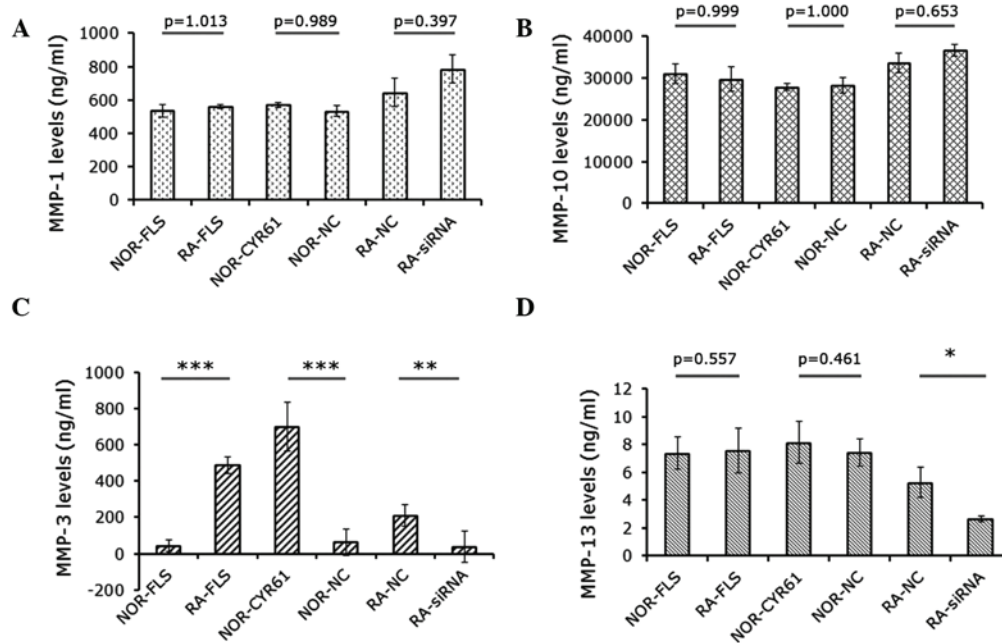 A
p=1.013
p=0.989
p=0.397
MMP-1 levels (ng/ml)
1000
800
600
400
200
0
NOR-FLS
RA-FLS
NOR-CYR61
NOR-NC
RA-NC
RA-siRNA
B
p=0.999
p=1.000
p=0.653
MMP-10 levels (ng/ml)
40000
30000
20000
10000
0
NOR-FLS
RA-FLS
NOR-CYR61
NOR-NC
RA-NC
RA-siRNA
C
***
***
**
MMP-3 levels (ng/ml)
1000
800
600
400
200
0
-200
NOR-FLS
RA-FLS
NOR-CYR61
NOR-NC
RA-NC
RA-siRNA
D
p=0.557
p=0.461
*
MMP-13 levels (ng/ml)
12
10
8
6
4
2
0
NOR-FLS
RA-FLS
NOR-CYR61
NOR-NC
RA-NC
RA-siRNA